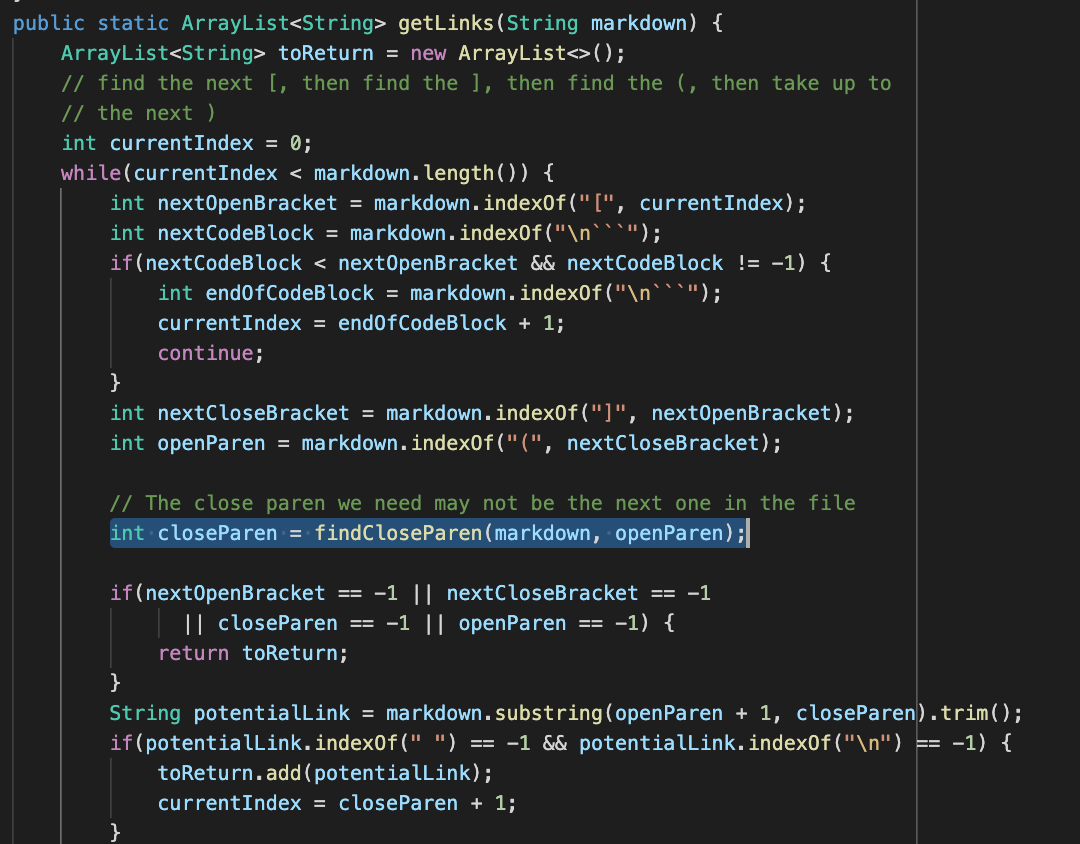 public static ArrayList<String> getLinks(String markdown) {
    ArrayList<String> toReturn = new ArrayList<>();
    // find the next [, then find the ], then find the (, then take up to
    // the next )
    int currentIndex = 0;
    while(currentIndex < markdown.length()) {
        int nextOpenBracket = markdown.indexOf("[", currentIndex);
        int nextCodeBlock = markdown.indexOf("\n```");
        if(nextCodeBlock < nextOpenBracket && nextCodeBlock != -1) {
            int endOfCodeBlock = markdown.indexOf("\n```");
            currentIndex = endOfCodeBlock + 1;
            continue;
        }
        int nextCloseBracket = markdown.indexOf("]", nextOpenBracket);
        int openParen = markdown.indexOf("(", nextCloseBracket);

        // The close paren we need may not be the next one in the file
        int closeParen = findCloseParen(markdown, openParen);

        if(nextOpenBracket == -1 || nextCloseBracket == -1
              || closeParen == -1 || openParen == -1) {
            return toReturn;
        }
        String potentialLink = markdown.substring(openParen + 1, closeParen).trim();
        if(potentialLink.indexOf(" ") == -1 && potentialLink.indexOf("\n") == -1) {
            toReturn.add(potentialLink);
            currentIndex = closeParen + 1;
        }